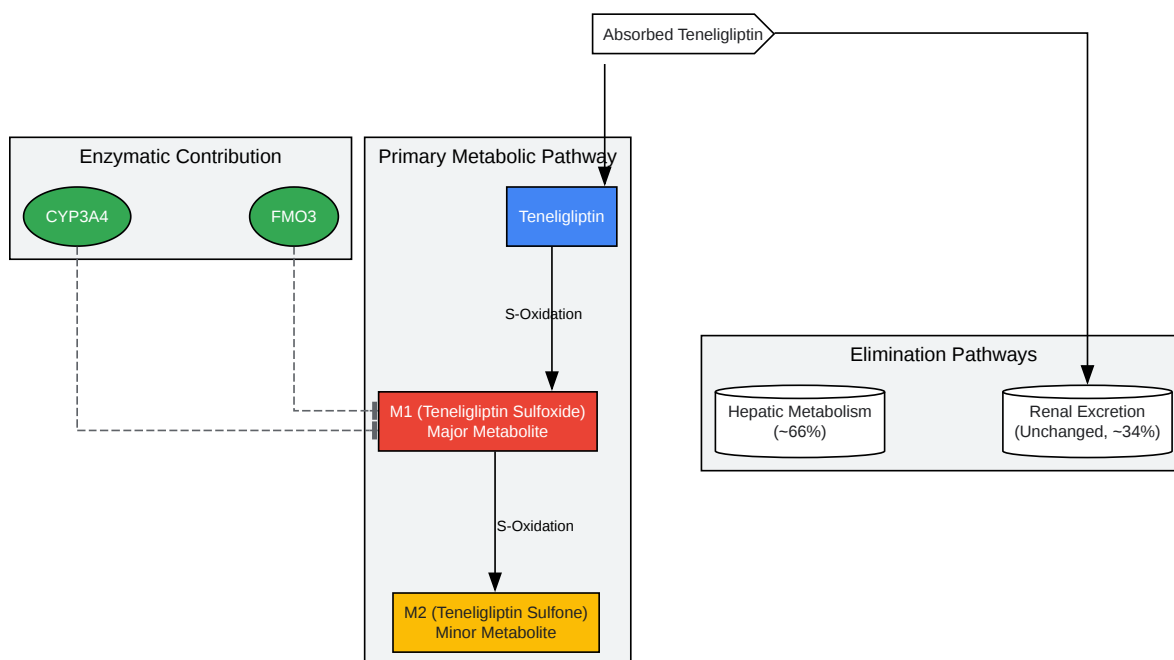 Absorbed Teneligliptin
Enzymatic Contribution
CYP3A4
FMO3
Primary Metabolic Pathway
Teneligliptin
S-Oxidation
M1 (Teneligliptin Sulfoxide)
Major Metabolite
S-Oxidation
M2 (Teneligliptin Sulfone)
Minor Metabolite
Elimination Pathways
Hepatic Metabolism
(~66%)
Renal Excretion
(Unchanged, ~34%)